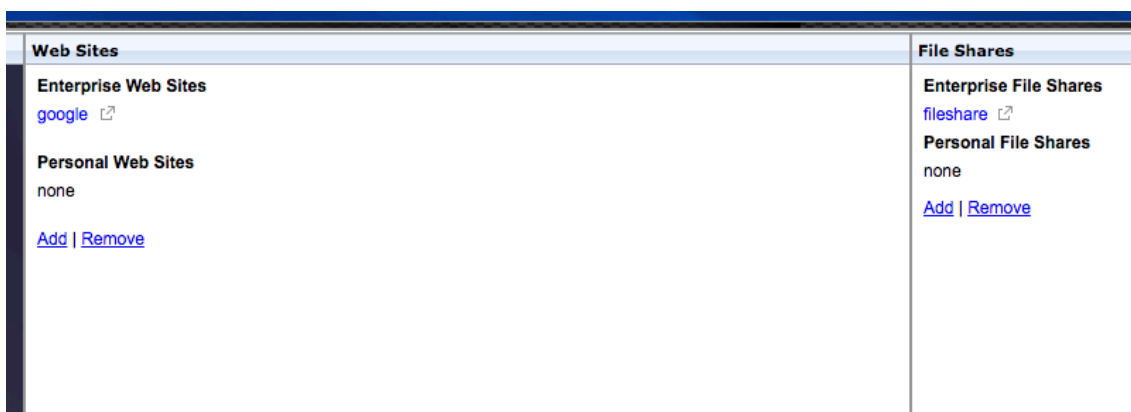 Web Sites
Enterprise Web Sites
google
Personal Web Sites
none
Add | Remove
File Shares
Enterprise File Shares
fileshare
Personal File Shares
none
Add | Remove